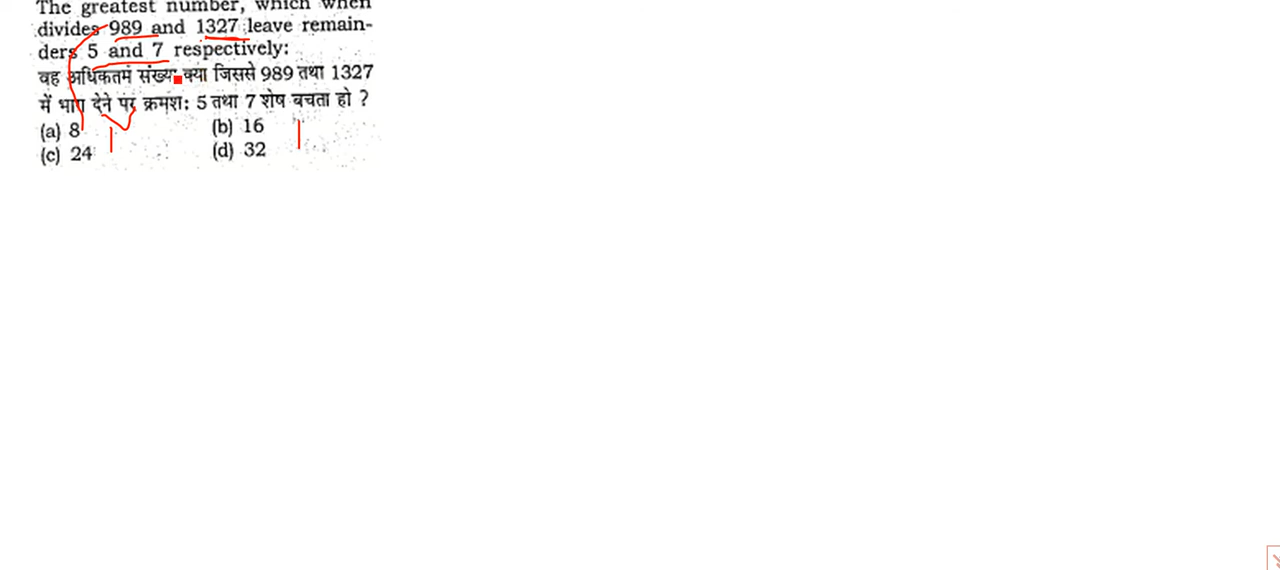 The greatest number, which when
divides 989 and 1327 leave remain-
ders 5 and 7 respectively:
वह अधिकतम संख्या क्या जिससे 989 तथा 1327
में भाग देने पर क्रमश: 5 तथा 7 शेष बचता हो ?
(a) 8 (b) 16
(c) 24 (d) 32